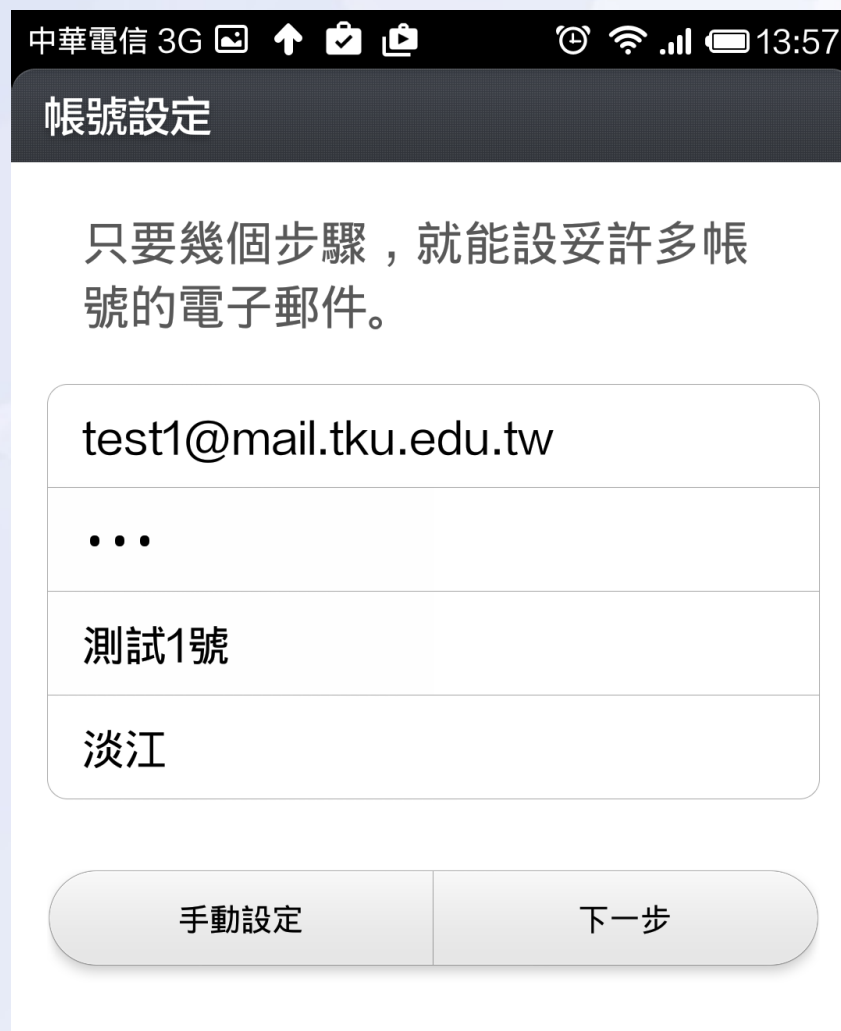 中華電信 3G 13:57
帳號設定
只要幾個步驟，就能設妥許多帳
號的電子郵件。
test1@mail.tku.edu.tw
•••
測試1號
淡江
手動設定 下一步